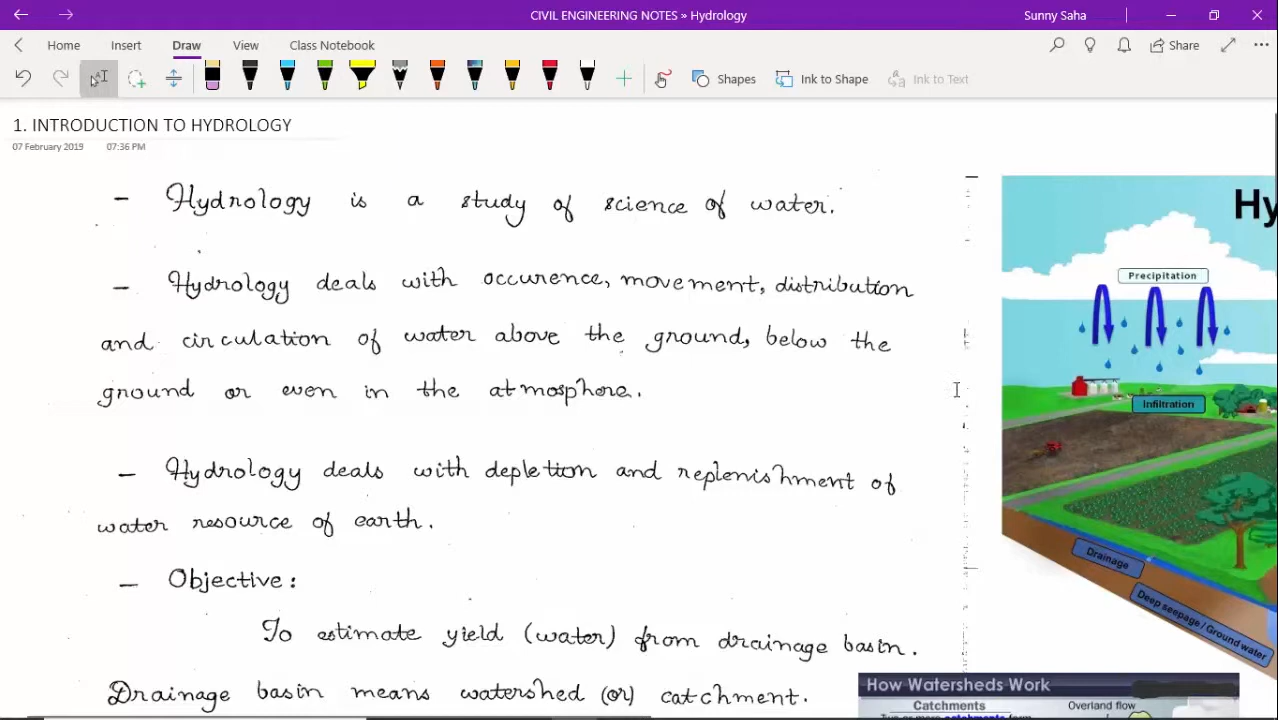 CIVIL ENGINEERING NOTES » Hydrology
Sunny Saha
Home Insert Draw View Class Notebook
Share
Shapes Ink to Shape Ink to Text
1. INTRODUCTION TO HYDROLOGY
07 February 2019 07:36 PM
- Hydrology is a study of science of water.
- Hydrology deals with occurence, movement, distribution
and circulation of water above the ground, below the
ground or even in the atmosphere.
- Hydrology deals with depletion and replenishment of
water resource of earth.
- Objective:
To estimate yield (water) from drainage basin.
Drainage basin means watershed (or) catchment.
Hy
Precipitation
Infiltration
Drainage
Deep seepage / Ground water
How Watersheds Work
Catchments
Overland flow
Two or more catchments form